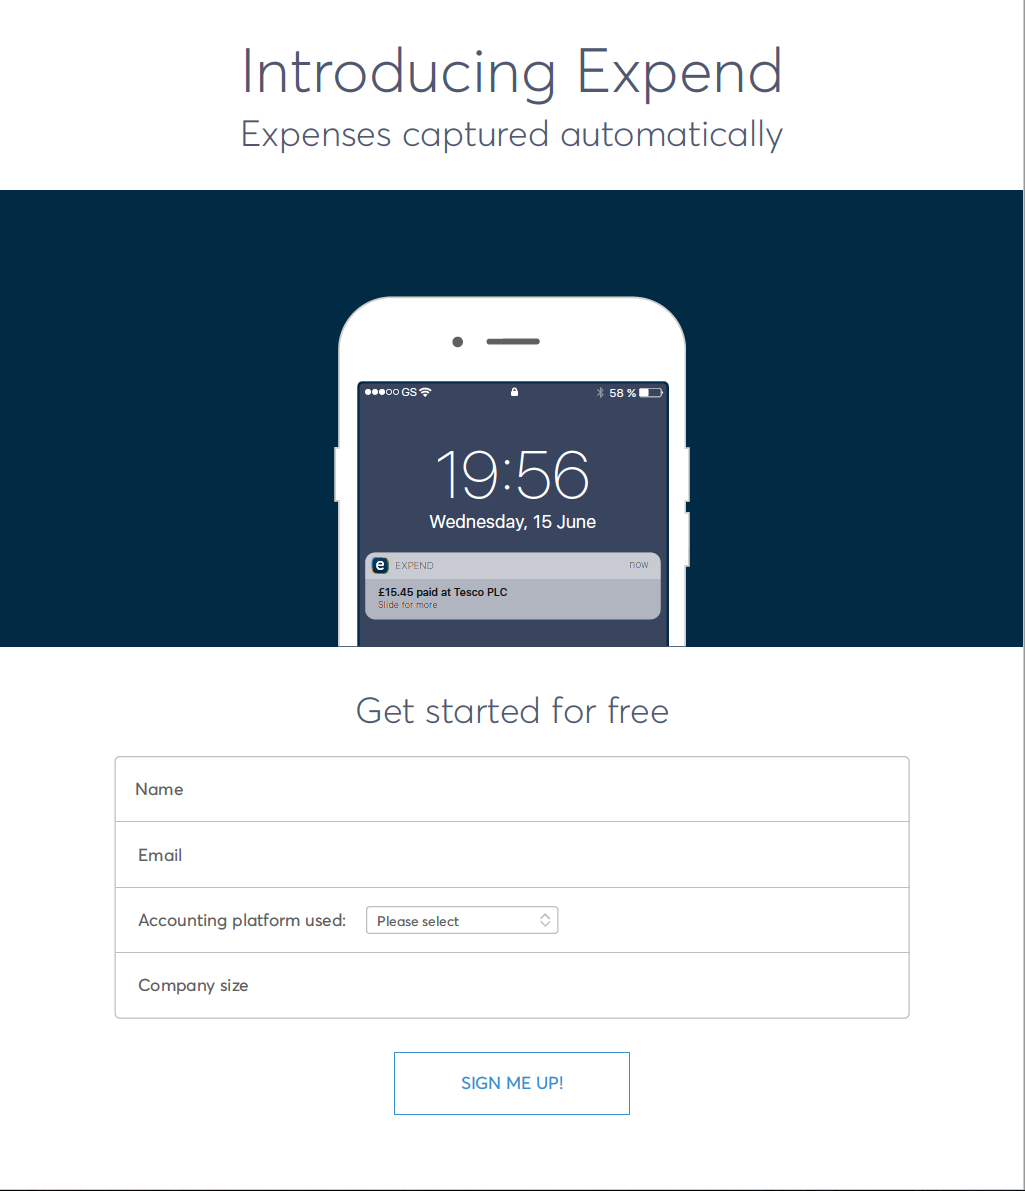 Introducing Expend
Expenses captured automatically
GS 58 %
19:56
Wednesday, 15 June
e EXPEND now
£15.45 paid at Tesco PLC
Slide for more
Get started for free
Name
Email
Accounting platform used: Please select
Company size
SIGN ME UP!